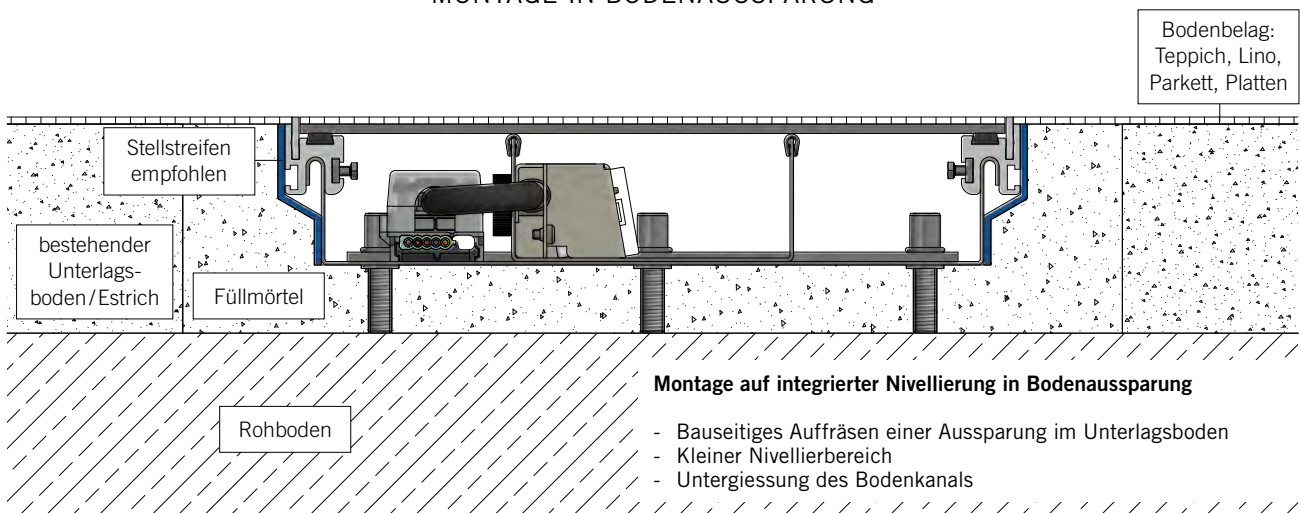 MONTAGE IN BODENAUSSPARUNG
Bodenbelag:
Teppich, Lino,
Parkett, Platten
Stellstreifen
empfohlen
bestehender
Unterlags-
boden/Estrich
Füllmörtel
Rohboden
Montage auf integrierter Nivellierung in Bodenaussparung
- Bauseitiges Auffräsen einer Aussparung im Unterlagsboden
- Kleiner Nivellierbereich
- Untergiessung des Bodenkanals